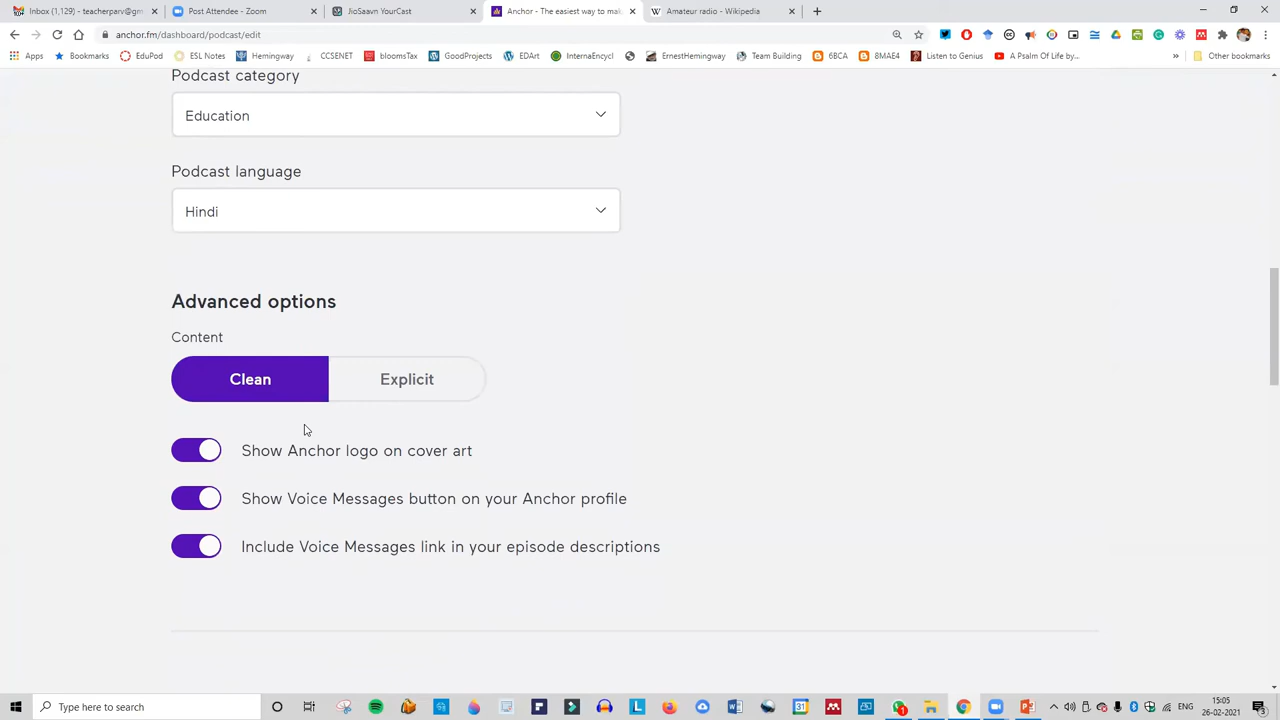 Inbox (1,129) - teacherparv@gm
Post Attendee - Zoom
JioSaavn YourCast
Anchor - The easiest way to mak
Amateur radio - Wikipedia
anchor.fm/dashboard/podcast/edit
Apps
Bookmarks
EduPod
ESL Notes
Hemingway
CCSENET
bloomsTax
GoodProjects
EDArt
InternaEncycl
ErnestHemingway
Team Building
6BCA
8MAE4
Listen to Genius
A Psalm Of Life by...
»
Other bookmarks
Podcast category
Education
Podcast language
Hindi
Advanced options
Content
Clean
Explicit
Show Anchor logo on cover art
Show Voice Messages button on your Anchor profile
Include Voice Messages link in your episode descriptions
Type here to search
ENG
15:05
26-02-2021